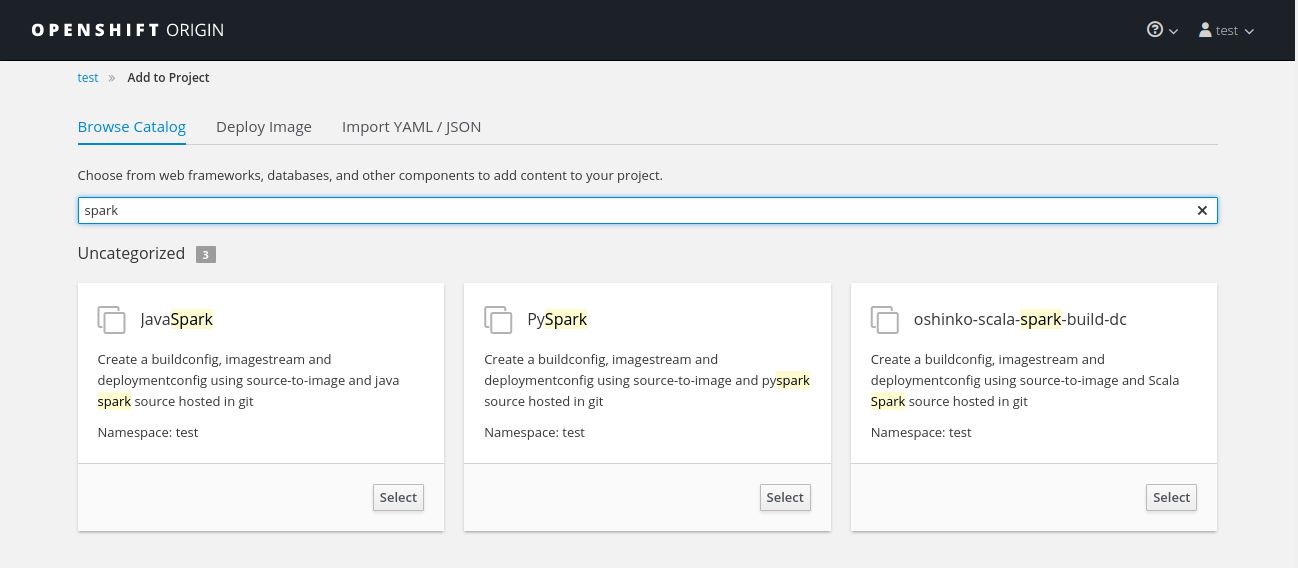 OPENSHIFT ORIGIN
test
test » Add to Project
Browse Catalog Deploy Image Import YAML / JSON
Choose from web frameworks, databases, and other components to add content to your project.
spark
Uncategorized 3
JavaSpark
Create a buildconfig, imagestream and
deploymentconfig using source-to-image and java
spark source hosted in git
Namespace: test
Select
PySpark
Create a buildconfig, imagestream and
deploymentconfig using source-to-image and pyspark
source hosted in git
Namespace: test
Select
oshinko-scala-spark-build-dc
Create a buildconfig, imagestream and
deploymentconfig using source-to-image and Scala
Spark source hosted in git
Namespace: test
Select